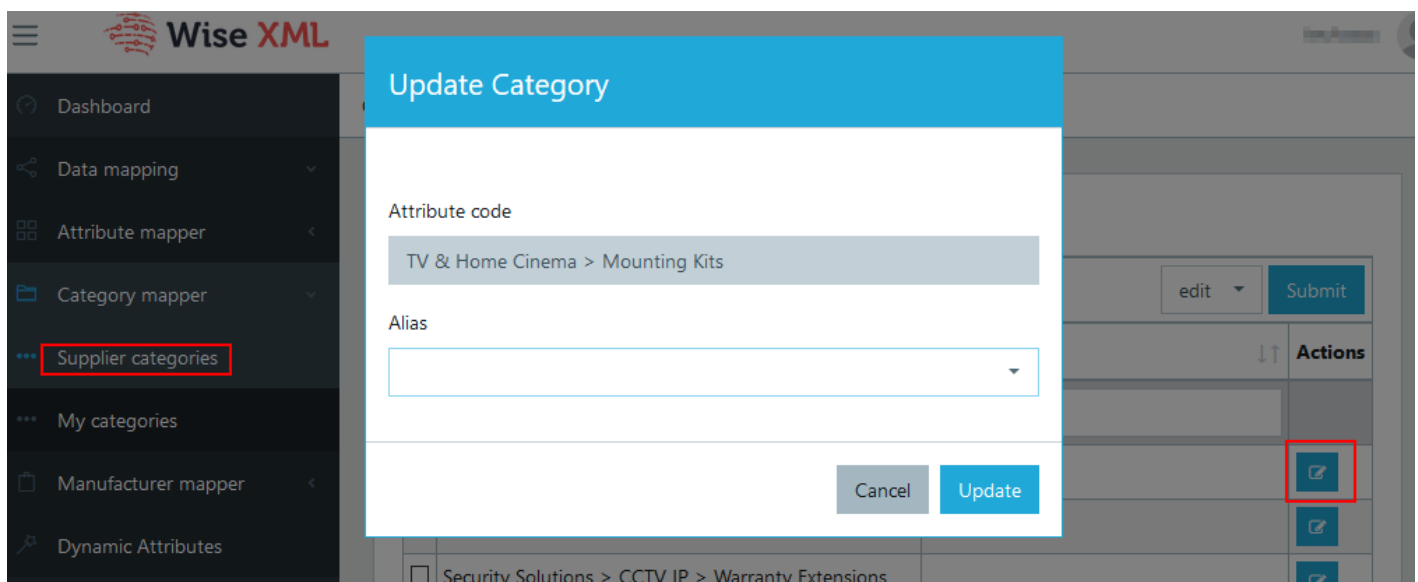 Wise XML
Update Category
Dashboard
Data mapping
Attribute mapper
Category mapper
Supplier categories
My categories
Manufacturer mapper
Dynamic Attributes
Attribute code
TV & Home Cinema > Mounting Kits
Alias
Cancel
Update
edit
Submit
Actions
Security Solutions > CCTV IP > Warranty Extensions